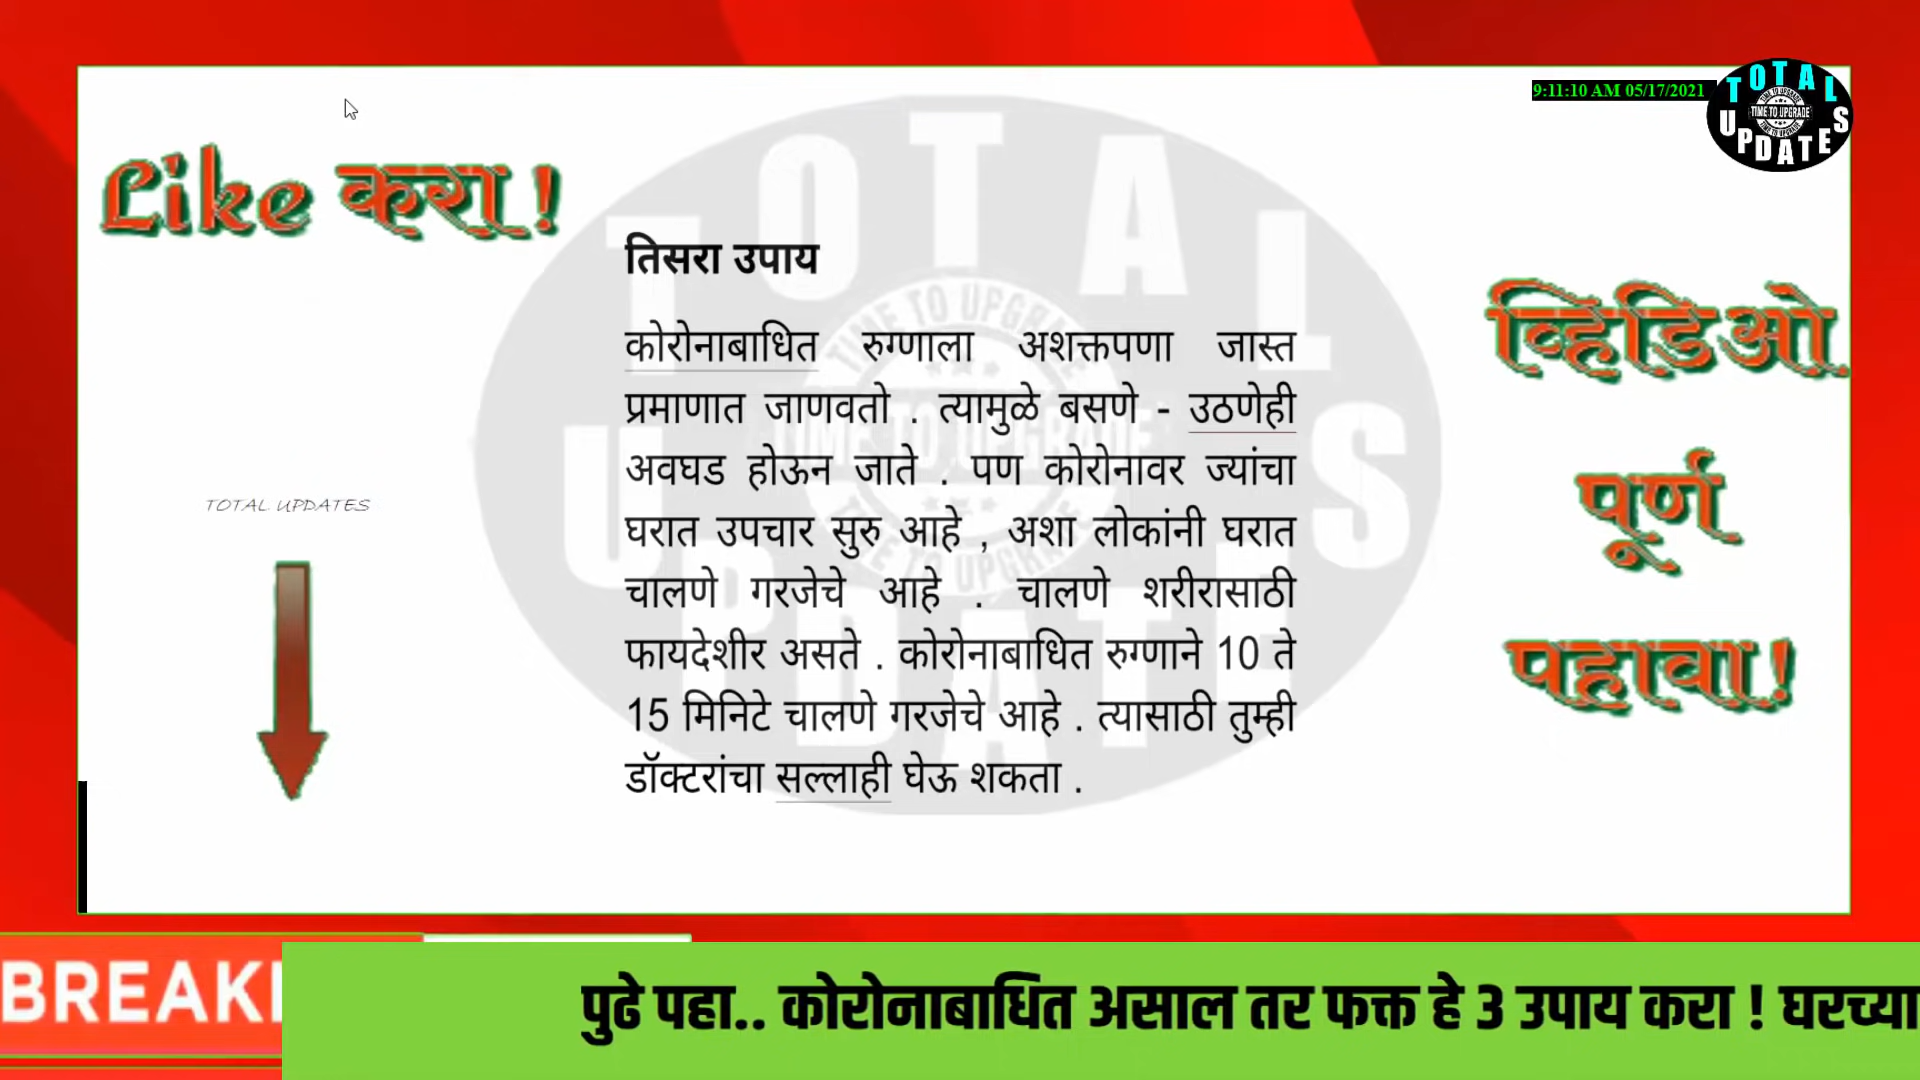 9:11:10 AM 05/17/2021
TOTAL
TIME TO UPGRADE
UPDATES
Like करा !
तिसरा उपाय
कोरोनाबाधित रुग्णाला अशक्तपणा जास्त
प्रमाणात जाणवतो . त्यामुळे बसणे - उठणेही
अवघड होऊन जाते . पण कोरोनावर ज्यांचा
घरात उपचार सुरु आहे , अशा लोकांनी घरात
चालणे गरजेचे आहे . चालणे शरीरासाठी
फायदेशीर असते . कोरोनाबाधित रुग्णाने 10 ते
15 मिनिटे चालणे गरजेचे आहे . त्यासाठी तुम्ही
डॉक्टरांचा सल्लाही घेऊ शकता .
TOTAL UPDATES
व्हिडिओ
पूर्ण
पहावा !
BREAKI
पुढे पहा.. कोरोनाबाधित असाल तर फक्त हे 3 उपाय करा ! घरच्या